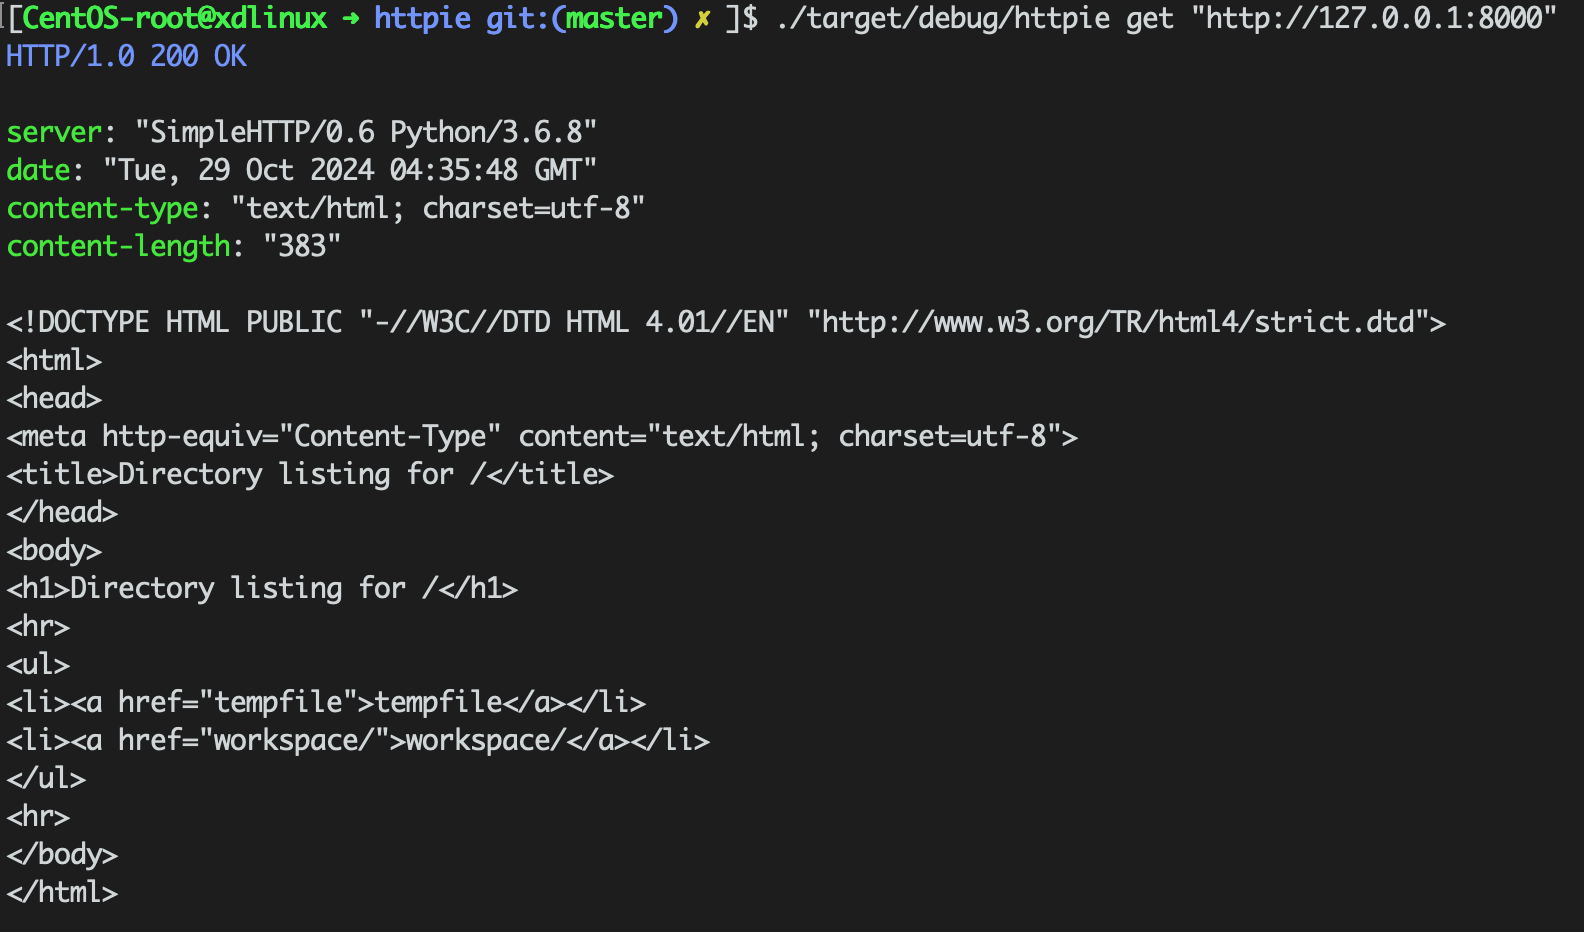 [CentOS-root@xdlinux ➜ httpie git:(master) ✗ ]$ ./target/debug/httpie get "http://127.0.0.1:8000"
HTTP/1.0 200 OK
server: "SimpleHTTP/0.6 Python/3.6.8"
date: "Tue, 29 Oct 2024 04:35:48 GMT"
content-type: "text/html; charset=utf-8"
content-length: "383"
<!DOCTYPE HTML PUBLIC "-//W3C//DTD HTML 4.01//EN" "http://www.w3.org/TR/html4/strict.dtd">
<html>
<head>
<meta http-equiv="Content-Type" content="text/html; charset=utf-8">
<title>Directory listing for /</title>
</head>
<body>
<h1>Directory listing for /</h1>
<hr>
<ul>
<li><a href="tempfile">tempfile</a></li>
<li><a href="workspace/">workspace/</a></li>
</ul>
<hr>
</body>
</html>